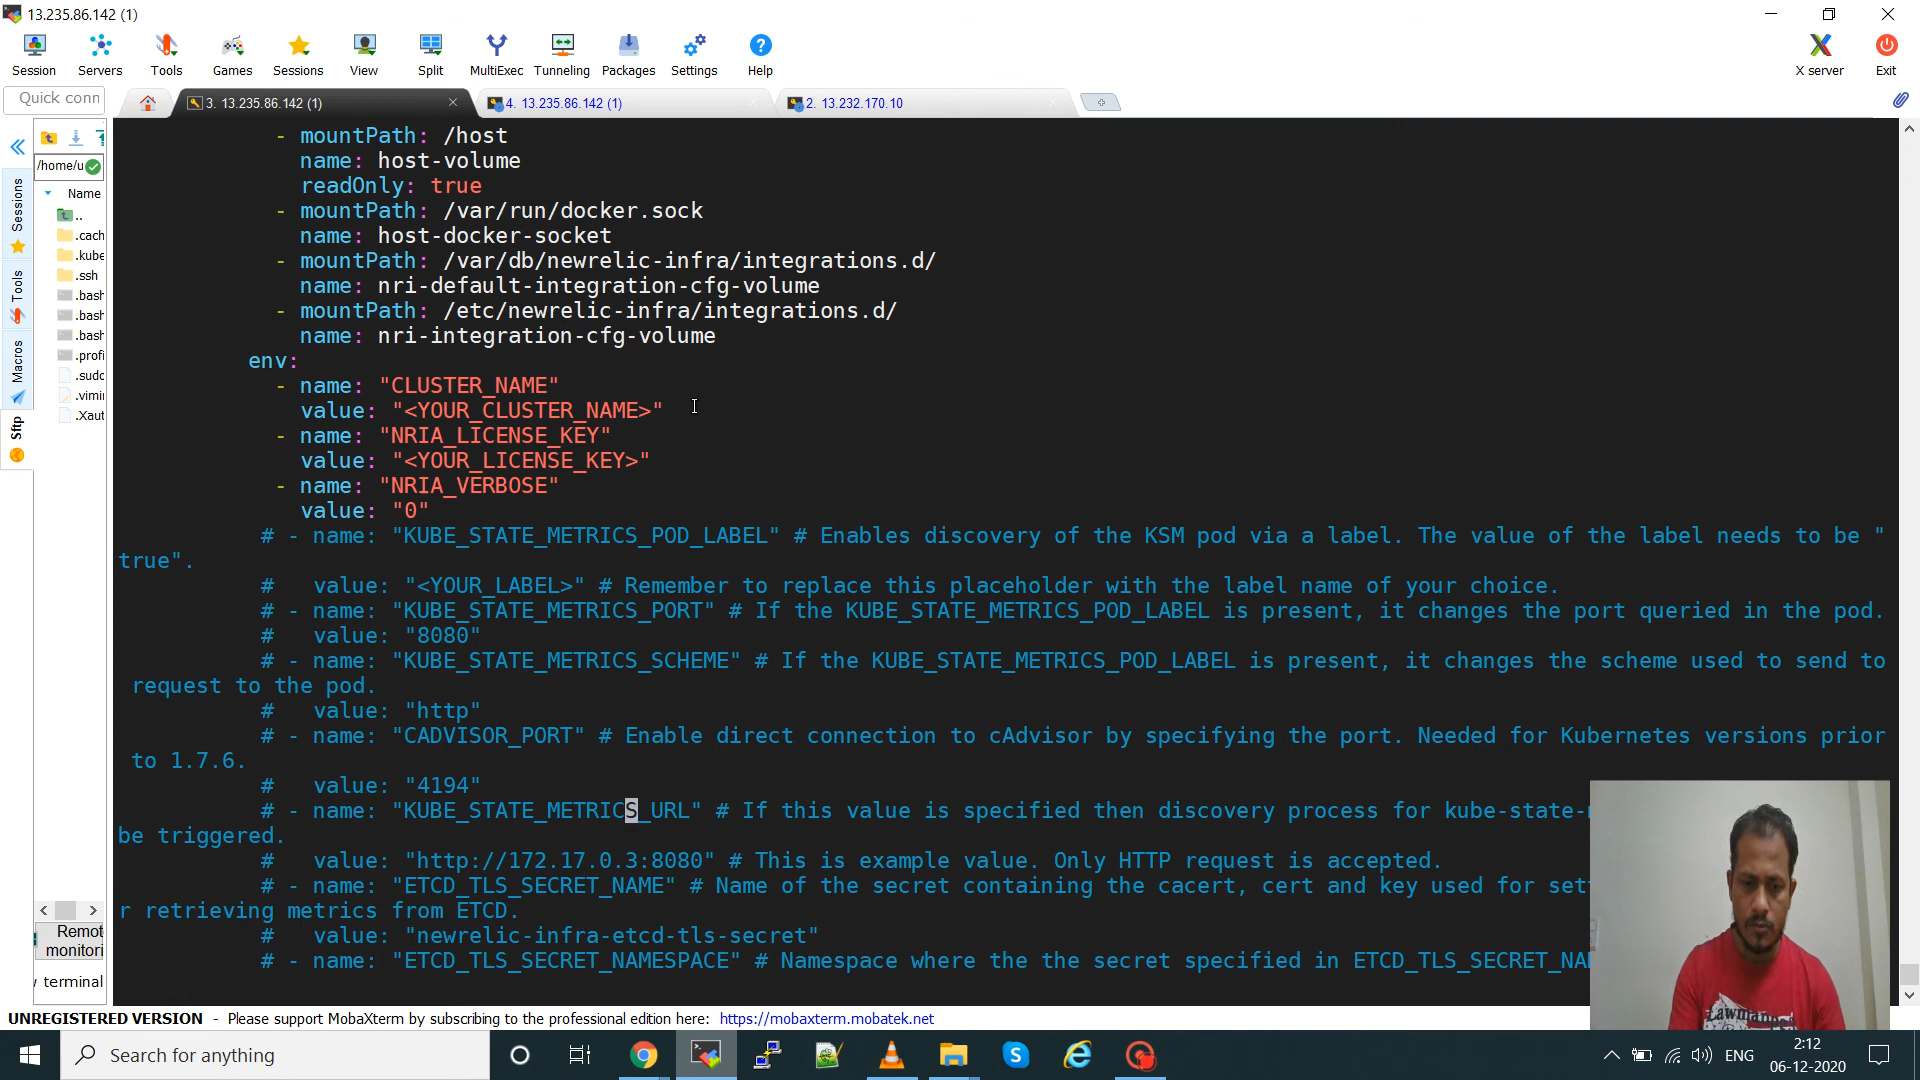 13.235.86.142 (1)
Session Servers Tools Games Sessions View Split MultiExec Tunneling Packages Settings Help X server Exit
Quick conn
3. 13.235.86.142 (1)
4. 13.235.86.142 (1)
2. 13.232.170.10
/home/u
Name
..
.cach
.kube
.ssh
.bash
.bash
.bash
.profi
.sudo
.vimi
.Xaut
Sessions
Tools
Macros
Sftp
Remot
monitori
terminal
- mountPath: /host
name: host-volume
readOnly: true
- mountPath: /var/run/docker.sock
name: host-docker-socket
- mountPath: /var/db/newrelic-infra/integrations.d/
name: nri-default-integration-cfg-volume
- mountPath: /etc/newrelic-infra/integrations.d/
name: nri-integration-cfg-volume
env:
- name: "CLUSTER_NAME"
value: "<YOUR_CLUSTER_NAME>"
- name: "NRIA_LICENSE_KEY"
value: "<YOUR_LICENSE_KEY>"
- name: "NRIA_VERBOSE"
value: "0"
# - name: "KUBE_STATE_METRICS_POD_LABEL" # Enables discovery of the KSM pod via a label. The value of the label needs to be "
true".
#   value: "<YOUR_LABEL>" # Remember to replace this placeholder with the label name of your choice.
# - name: "KUBE_STATE_METRICS_PORT" # If the KUBE_STATE_METRICS_POD_LABEL is present, it changes the port queried in the pod.
#   value: "8080"
# - name: "KUBE_STATE_METRICS_SCHEME" # If the KUBE_STATE_METRICS_POD_LABEL is present, it changes the scheme used to send to
request to the pod.
#   value: "http"
# - name: "CADVISOR_PORT" # Enable direct connection to cAdvisor by specifying the port. Needed for Kubernetes versions prior
to 1.7.6.
#   value: "4194"
# - name: "KUBE_STATE_METRICS_URL" # If this value is specified then discovery process for kube-state-
be triggered.
#   value: "http://172.17.0.3:8080" # This is example value. Only HTTP request is accepted.
# - name: "ETCD_TLS_SECRET_NAME" # Name of the secret containing the cacert, cert and key used for set
r retrieving metrics from ETCD.
#   value: "newrelic-infra-etcd-tls-secret"
# - name: "ETCD_TLS_SECRET_NAMESPACE" # Namespace where the the secret specified in ETCD_TLS_SECRET_NA
UNREGISTERED VERSION - Please support MobaXterm by subscribing to the professional edition here: https://mobaxterm.mobatek.net
Search for anything
ENG
2:12
06-12-2020